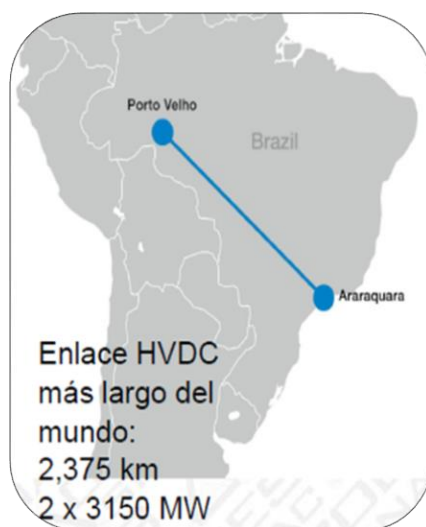 Porto Velho
Brazil
Araraquara
Enlace HVDC
más largo del
mundo:
2,375 km
2 x 3150 MW